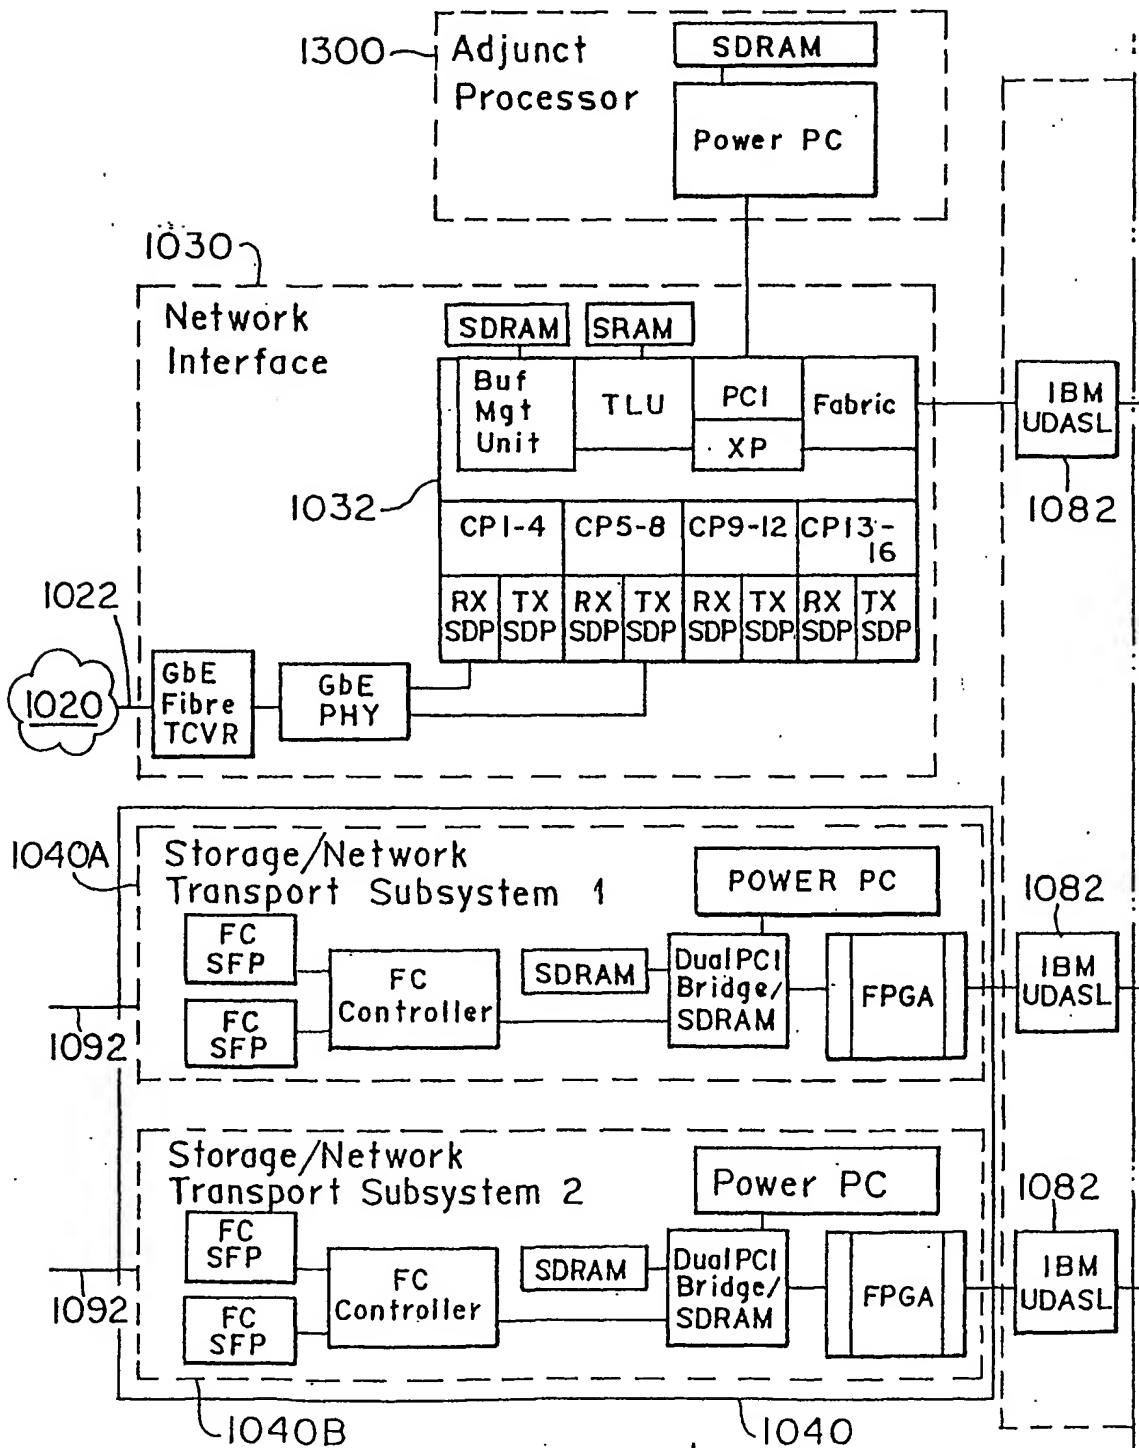 1300
Adjunct
Processor
SDRAM
Power PC
1030
Network
Interface
SDRAM
SRAM
Buf
Mgt
Unit
TLU
PCI
XP
Fabric
IBM
UDASL
1082
1032
CP1-4
CP5-8
CP9-12
CP13-
16
RX
SDP
TX
SDP
RX
SDP
TX
SDP
RX
SDP
TX
SDP
RX
SDP
TX
SDP
1022
1020
GbE
Fibre
TCVR
GbE
PHY
1040A
Storage/Network
Transport Subsystem 1
POWER PC
FC
SFP
FC
SFP
FC
Controller
SDRAM
Dual PCI
Bridge/
SDRAM
FPGA
1082
IBM
UDASL
1092
Storage/Network
Transport Subsystem 2
Power PC
FC
SFP
FC
SFP
FC
Controller
SDRAM
Dual PCI
Bridge/
SDRAM
FPGA
1082
IBM
UDASL
1092
1040B
1040